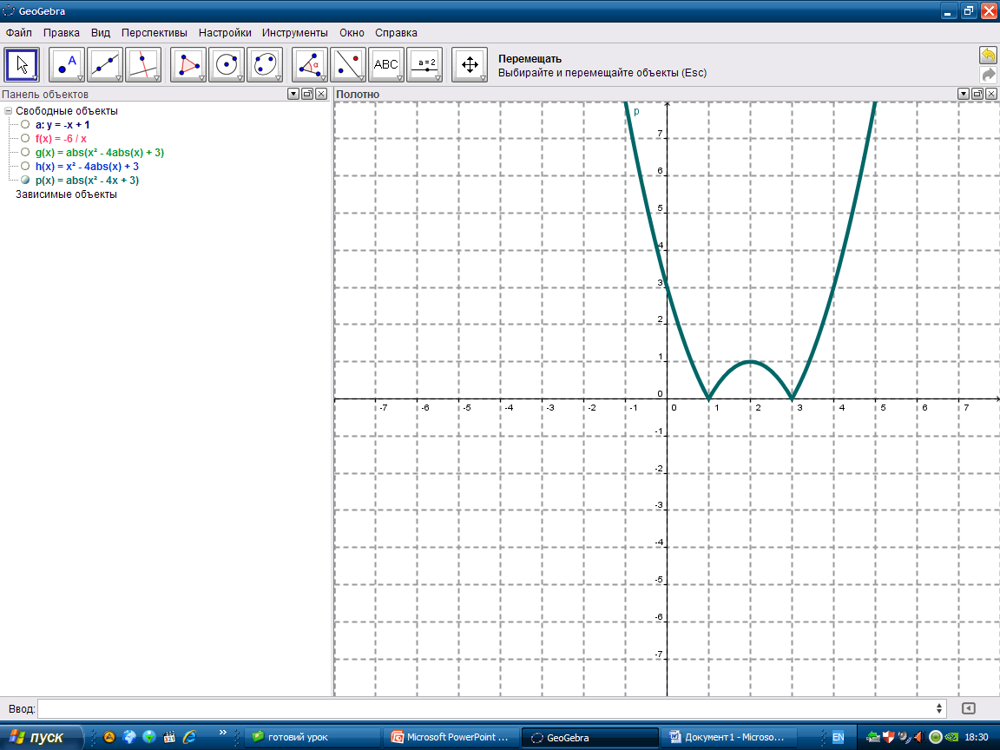 GeoGebra
Файл Правка Вид Перспективы Настройки Инструменты Окно Справка
A α ABC a=2
Перемещать
Выбирайте и перемещайте объекты (Esc)
Панель объектов
Полотно
Свободные объекты
a: y = -x + 1
f(x) = -6 / x
g(x) = abs(x² - 4abs(x) + 3)
h(x) = x² - 4abs(x) + 3
p(x) = abs(x² - 4x + 3)
Зависимые объекты
p
7
6
5
4
3
2
1
0
-7 -6 -5 -4 -3 -2 -1 0 1 2 3 4 5 6 7
-1
-2
-3
-4
-5
-6
-7
Ввод:
пуск
готовий урок
Microsoft PowerPoint ...
GeoGebra
Документ1 - Microso...
EN
18:30